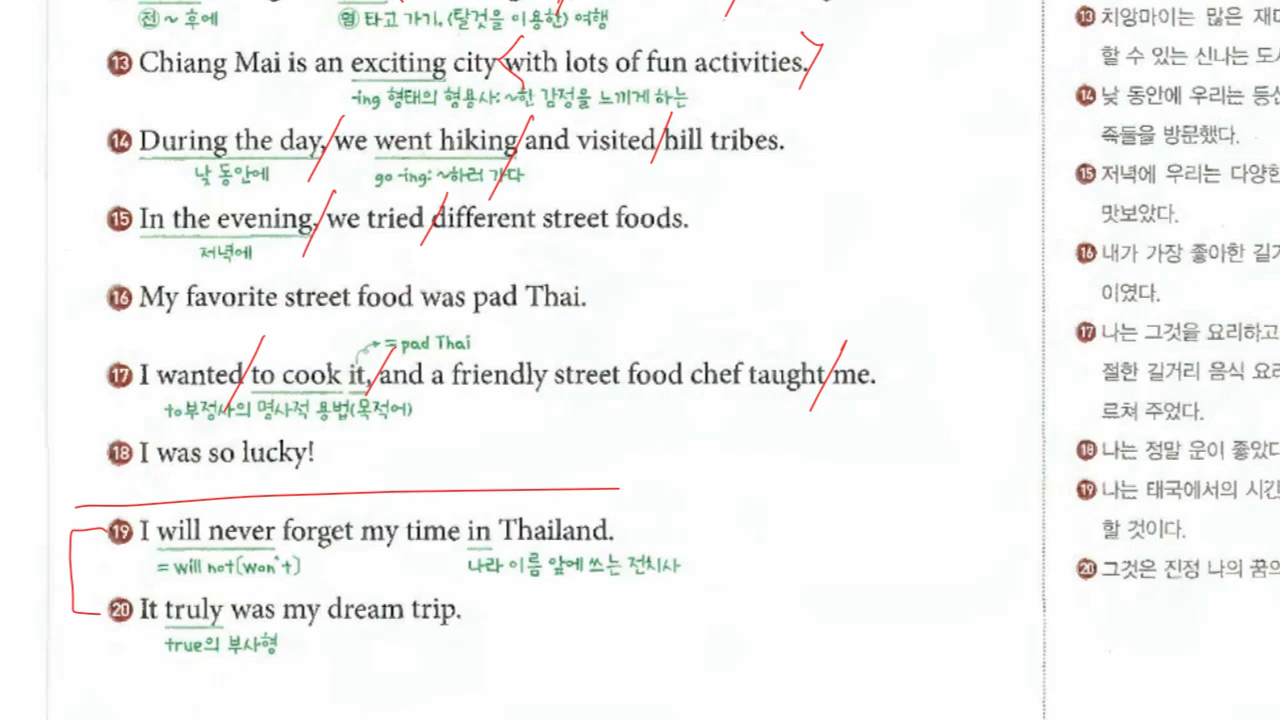 전 ~ 후에
명 타고 가기, (탈것을 이용한) 여행
⑬ Chiang Mai is an exciting city with lots of fun activities.
-ing 형태의 형용사: ~한 감정을 느끼게 하는
⑭ During the day, we went hiking and visited hill tribes.
낮 동안에
go -ing: ~하러 가다
⑮ In the evening, we tried different street foods.
저녁에
⑯ My favorite street food was pad Thai.
= pad Thai
⑰ I wanted to cook it, and a friendly street food chef taught me.
to부정사의 명사적 용법(목적어)
⑱ I was so lucky!
⑲ I will never forget my time in Thailand.
= will not(won't)
나라 이름 앞에 쓰는 전치사
⑳ It truly was my dream trip.
true의 부사형
⑬ 치앙마이는 많은
할 수 있는 신나는
⑭ 낮 동안에 우리는
족들을 방문했다.
⑮ 저녁에 우리는 다양한
맛보았다.
⑯ 내가 가장 좋아한
이였다.
⑰ 나는 그것을 요리하고
절한 길거리 음식
르쳐 주었다.
⑱ 나는 정말 운이 좋았다
⑲ 나는 태국에서의 시간
할 것이다.
⑳ 그것은 진정 나의 꿈의